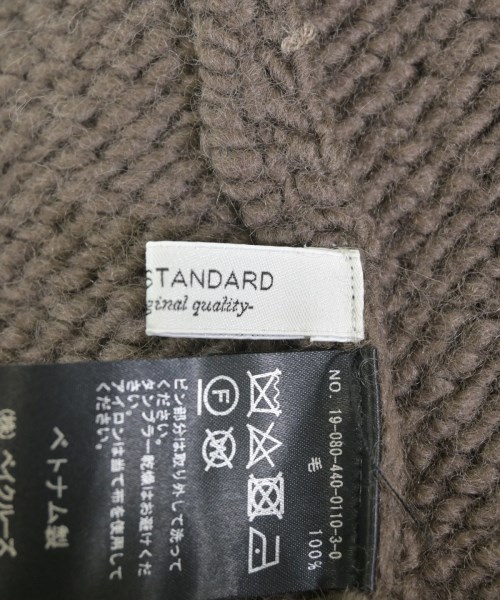 STANDARD
ginal quality-
NO. 19-080-440-0110-3-0
毛 100%
F
ピン部分は取り外して洗って
ください。
タンブラー乾燥はお避けくだ
さい。
アイロンは当て布を使用して
ください。
ベトナム製
㈱ベイクルーズ